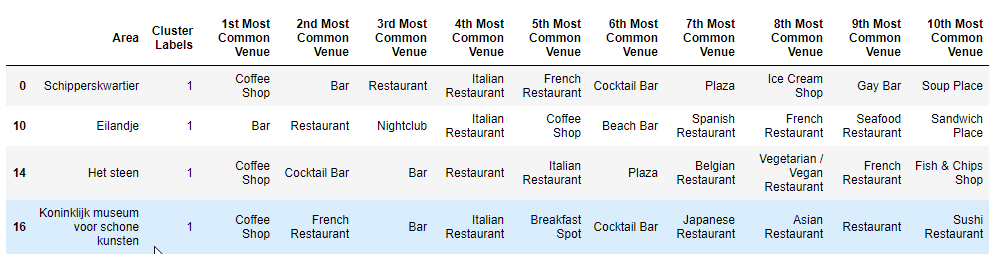 Area Cluster Labels 1st Most Common Venue 2nd Most Common Venue 3rd Most Common Venue 4th Most Common Venue 5th Most Common Venue 6th Most Common Venue 7th Most Common Venue 8th Most Common Venue 9th Most Common Venue 10th Most Common Venue
0 Schipperskwartier 1 Coffee Shop Bar Restaurant Italian Restaurant French Restaurant Cocktail Bar Plaza Ice Cream Shop Gay Bar Soup Place
10 Eilandje 1 Bar Restaurant Nightclub Italian Restaurant Coffee Shop Beach Bar Spanish Restaurant French Restaurant Seafood Restaurant Sandwich Place
14 Het steen 1 Coffee Shop Cocktail Bar Bar Restaurant Italian Restaurant Plaza Belgian Restaurant Vegetarian / Vegan Restaurant French Restaurant Fish & Chips Shop
16 Koninklijk museum voor schone kunsten 1 Coffee Shop French Restaurant Bar Italian Restaurant Breakfast Spot Cocktail Bar Japanese Restaurant Asian Restaurant Restaurant Sushi Restaurant